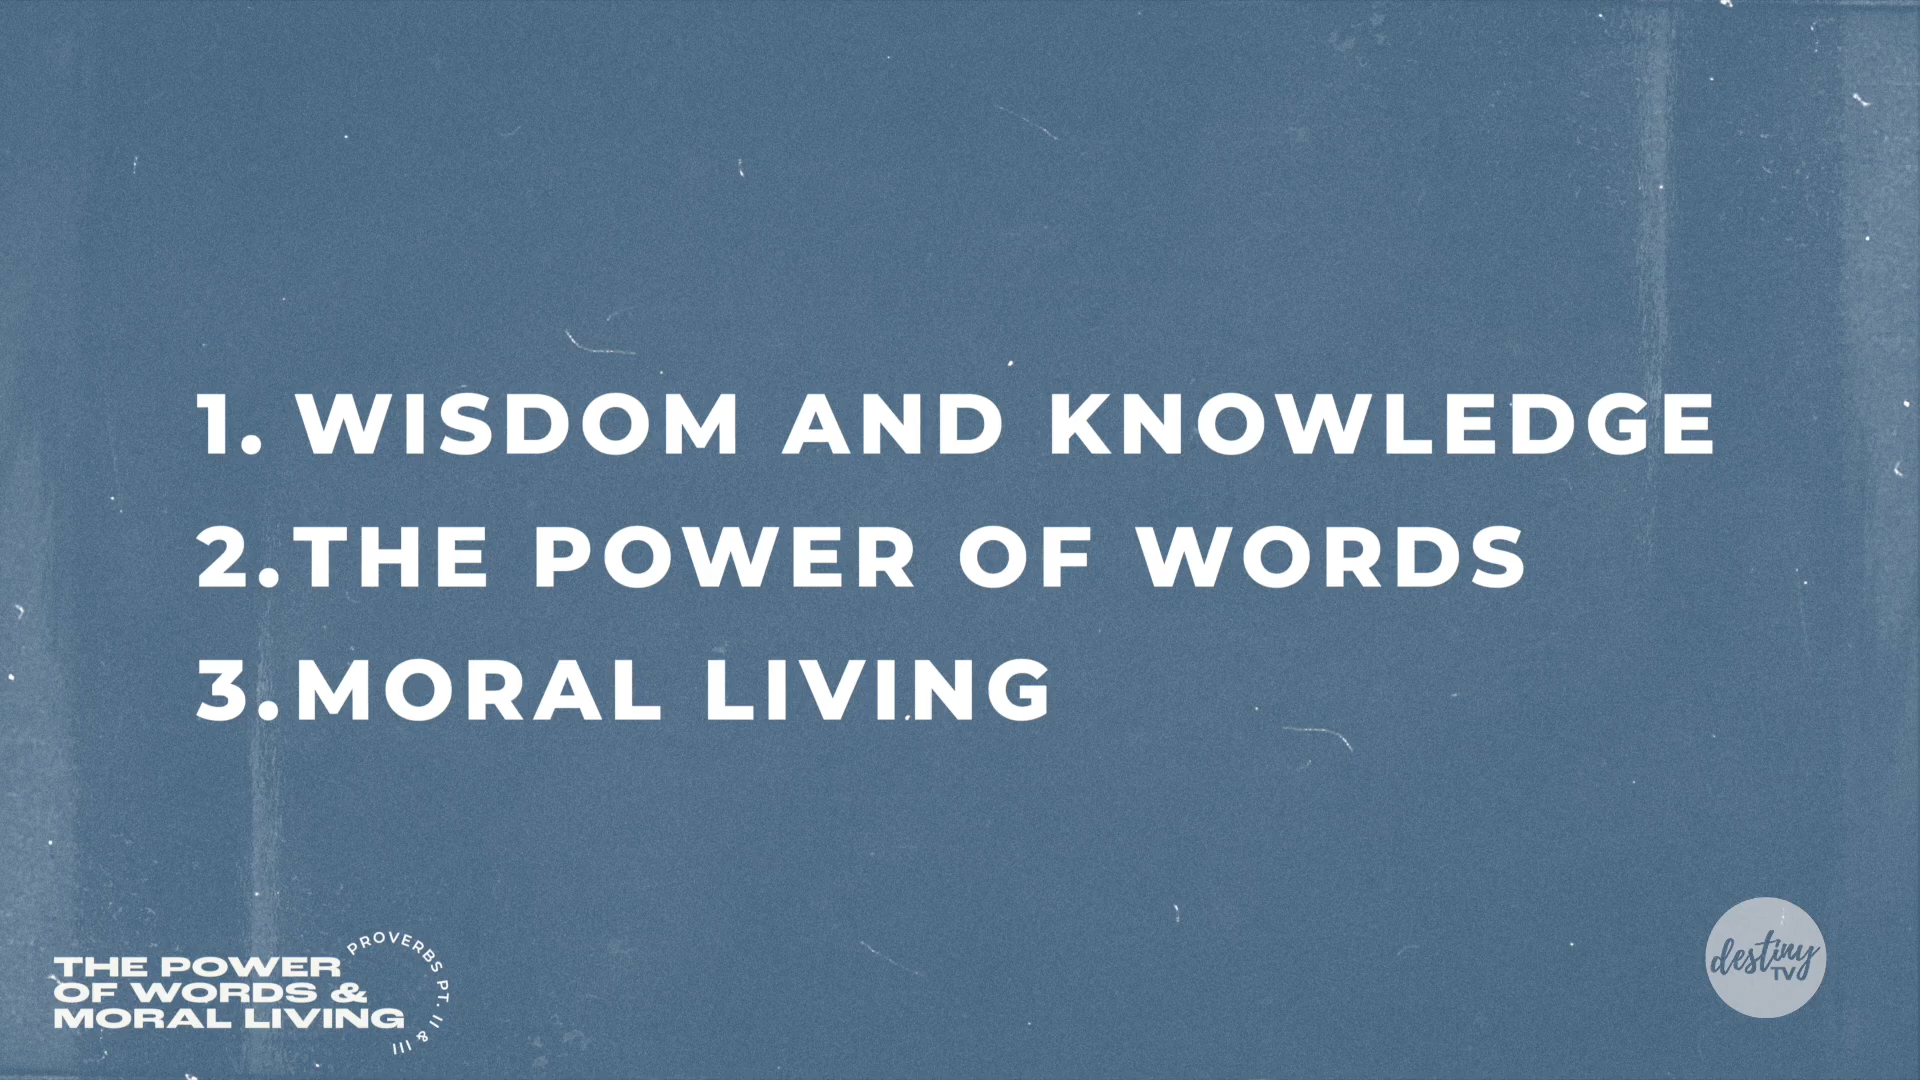 1. WISDOM AND KNOWLEDGE
2. THE POWER OF WORDS
3. MORAL LIVING
THE POWER
OF WORDS &
MORAL LIVING
PROVERBS PT. II & III
destiny
TV